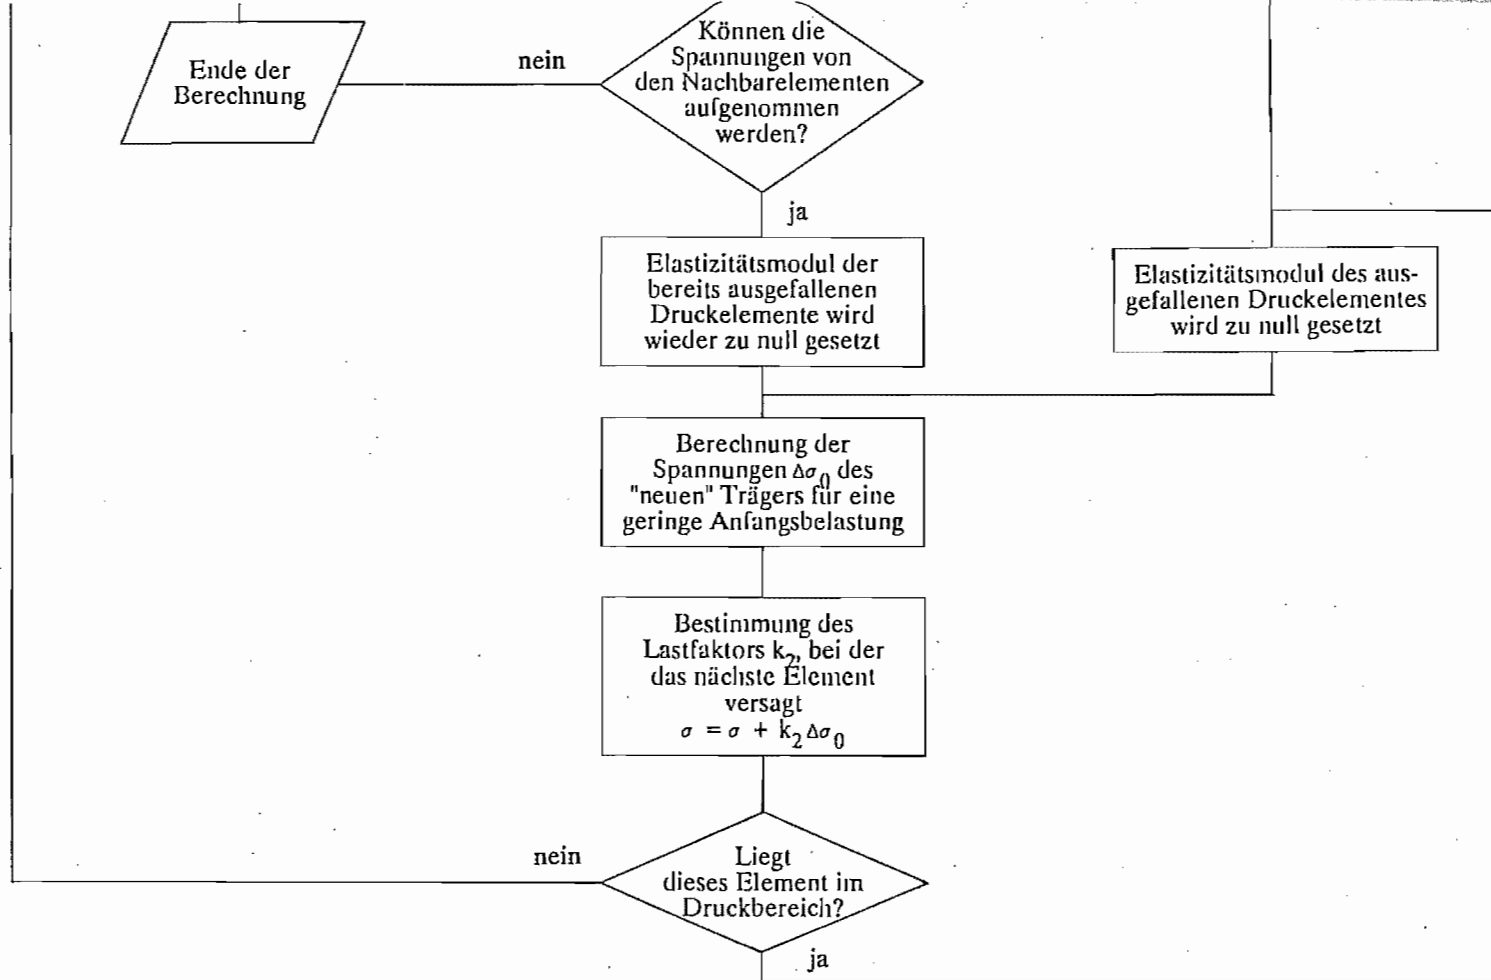 Können die
Spannungen von
den Nachbarelementen
aufgenommen
werden?
nein
Ende der
Berechnung
ja
Elastizitätsmodul der
bereits ausgefallenen
Druckelemente wird
wieder zu null gesetzt
Elastizitätsmodul des aus-
gefallenen Druckelementes
wird zu null gesetzt
Berechnung der
Spannungen Δσ₀ des
"neuen" Trägers für eine
geringe Anfangsbelastung
Bestimmung des
Lastfaktors k₂, bei der
das nächste Element
versagt
σ = σ + k₂ Δσ₀
nein
Liegt
dieses Element im
Druckbereich?
ja